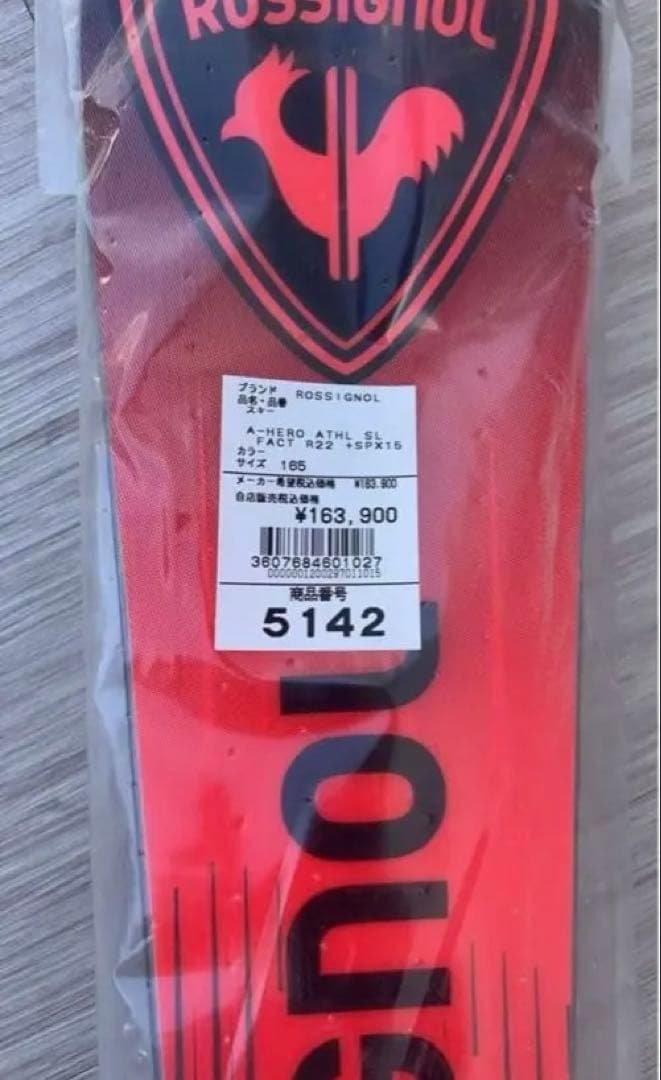 ROSSIGNOL
ブランド ROSSIGNOL
品名・品番
スキー
A-HERO ATHL SL
FACT R22 +SPX15
カラー
サイズ 165
メーカー希望税込価格 ¥163,900
自店販売税込価格
¥163,900
3607684601027
0000001200297011015
商品番号
5142
gnol